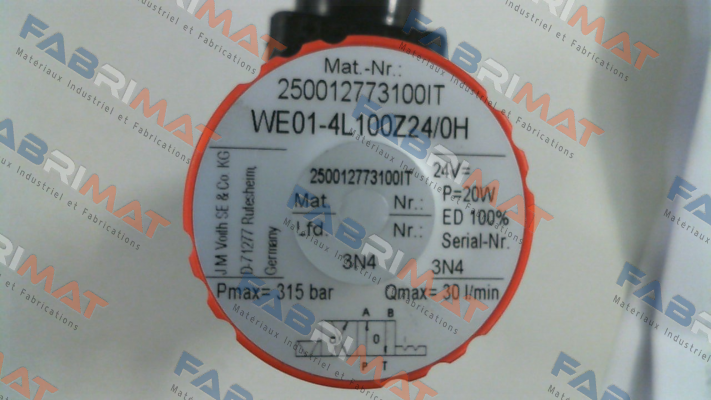 Mat.-Nr.:
250012773100IT
WE01-4L100Z24/0H
J.M. Voith SE & Co. KG
D-71277 Rutesheim,
Germany
250012773100IT
Mat. Nr.:
Lfd. Nr.:
3N4
24V=
P=20W
ED 100%
Serial-Nr.
3N4
Pmax= 315 bar
Qmax= 30 l/min
A B
0
P T
FABRIMAT
Materiaux Industriel et Fabrications